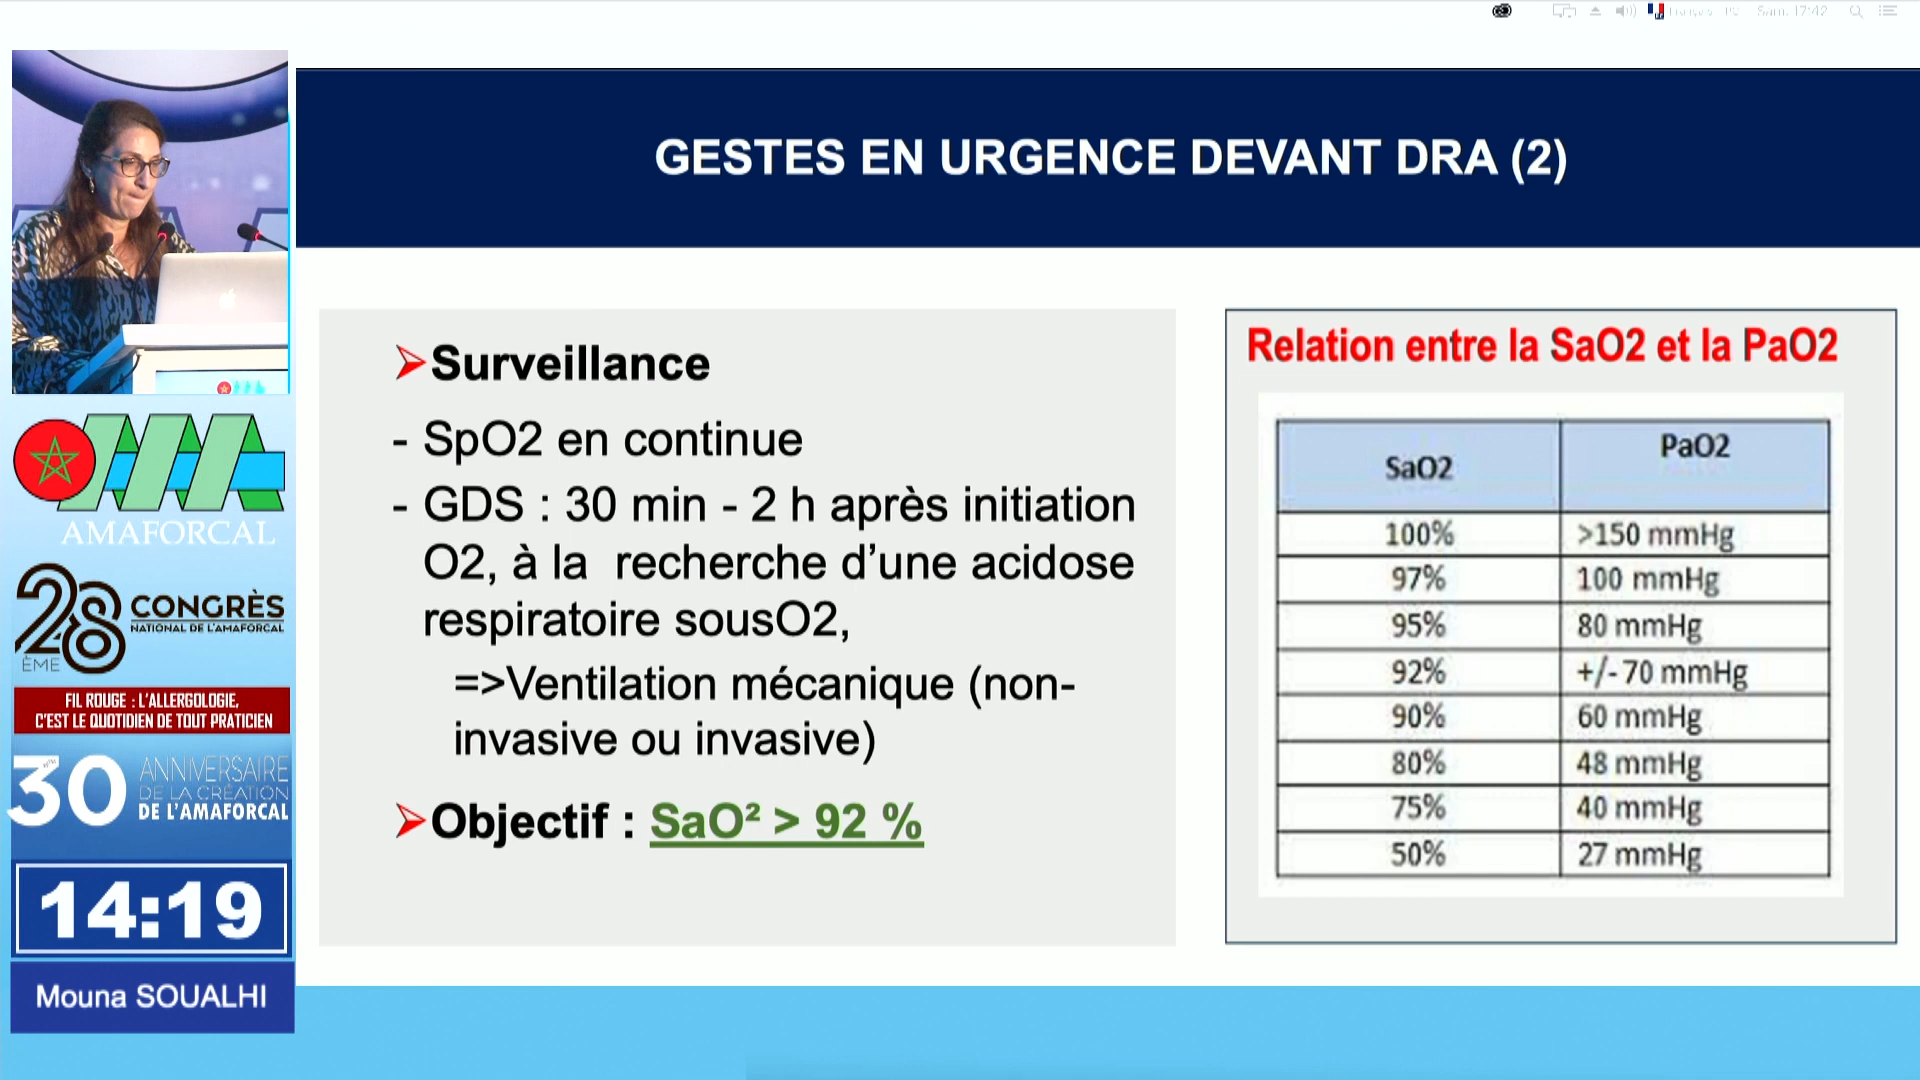 Sam. 17:42
GESTES EN URGENCE DEVANT DRA (2)
➢Surveillance
- SpO2 en continue
- GDS : 30 min - 2 h après initiation
O2, à la recherche d’une acidose
respiratoire sousO2,
=>Ventilation mécanique (non-
invasive ou invasive)
➢Objectif : SaO² > 92 %
Relation entre la SaO2 et la PaO2
SaO2 PaO2
100% >150 mmHg
97% 100 mmHg
95% 80 mmHg
92% +/- 70 mmHg
90% 60 mmHg
80% 48 mmHg
75% 40 mmHg
50% 27 mmHg
AMAFORCAL
28 ÈME CONGRÈS
NATIONAL DE L'AMAFORCAL
FIL ROUGE : L'ALLERGOLOGIE,
C'EST LE QUOTIDIEN DE TOUT PRATICIEN
30 ANNIVERSAIRE
DE LA CRÉATION
DE L'AMAFORCAL
14:19
Mouna SOUALHI